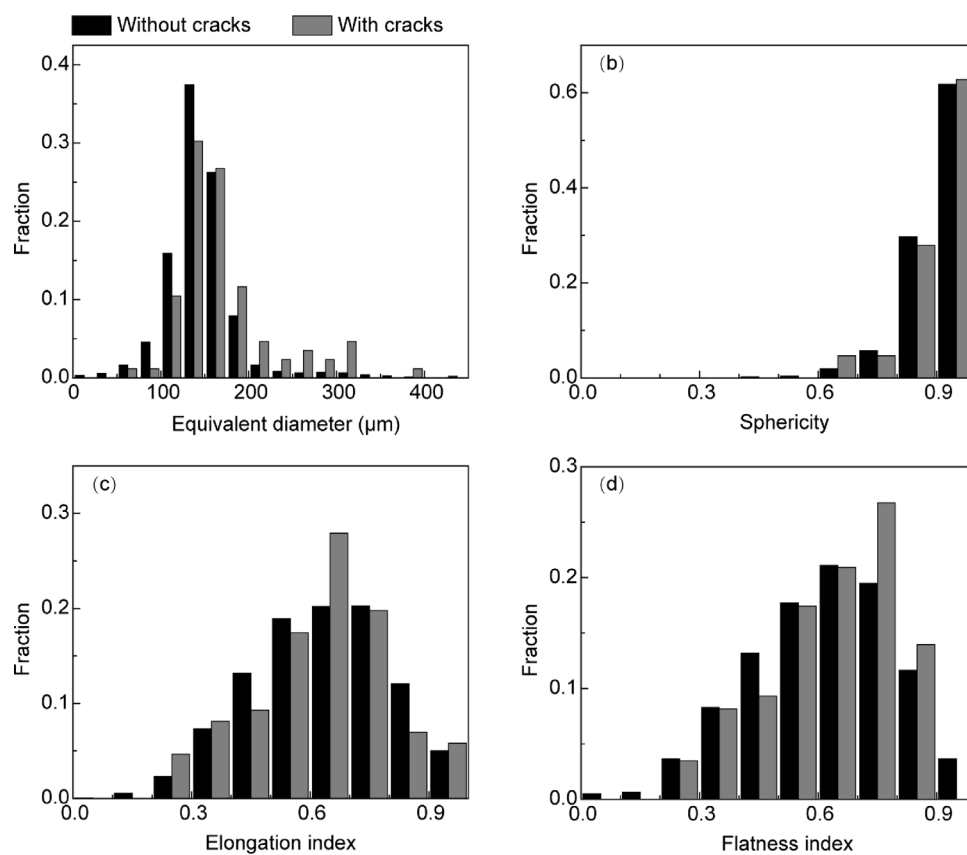 Without cracks With cracks
0.4
0.3
0.2
0.1
0.0
Fraction
0 100 200 300 400
Equivalent diameter (μm)
(b)
0.6
0.4
0.2
0.0
Fraction
0.0 0.3 0.6 0.9
Sphericity
(c)
0.3
0.2
0.1
0.0
Fraction
0.0 0.3 0.6 0.9
Elongation index
(d)
0.3
0.2
0.1
0.0
Fraction
0.0 0.3 0.6 0.9
Flatness index